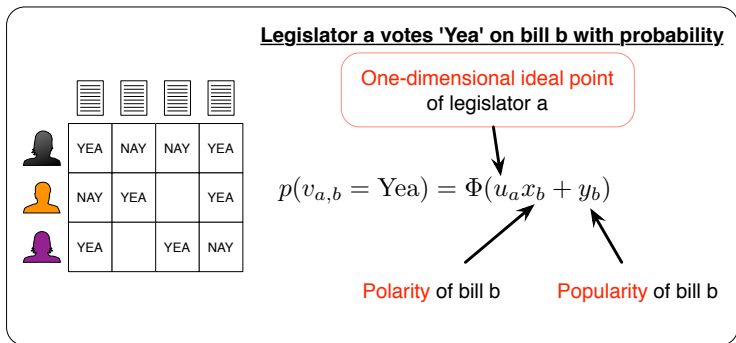 Legislator a votes 'Yea' on bill b with probability
One-dimensional ideal point
of legislator a
YEA NAY NAY YEA
NAY YEA YEA
YEA YEA NAY
p(v_{a,b} = Yea) = Φ(u_a x_b + y_b)
Polarity of bill b
Popularity of bill b